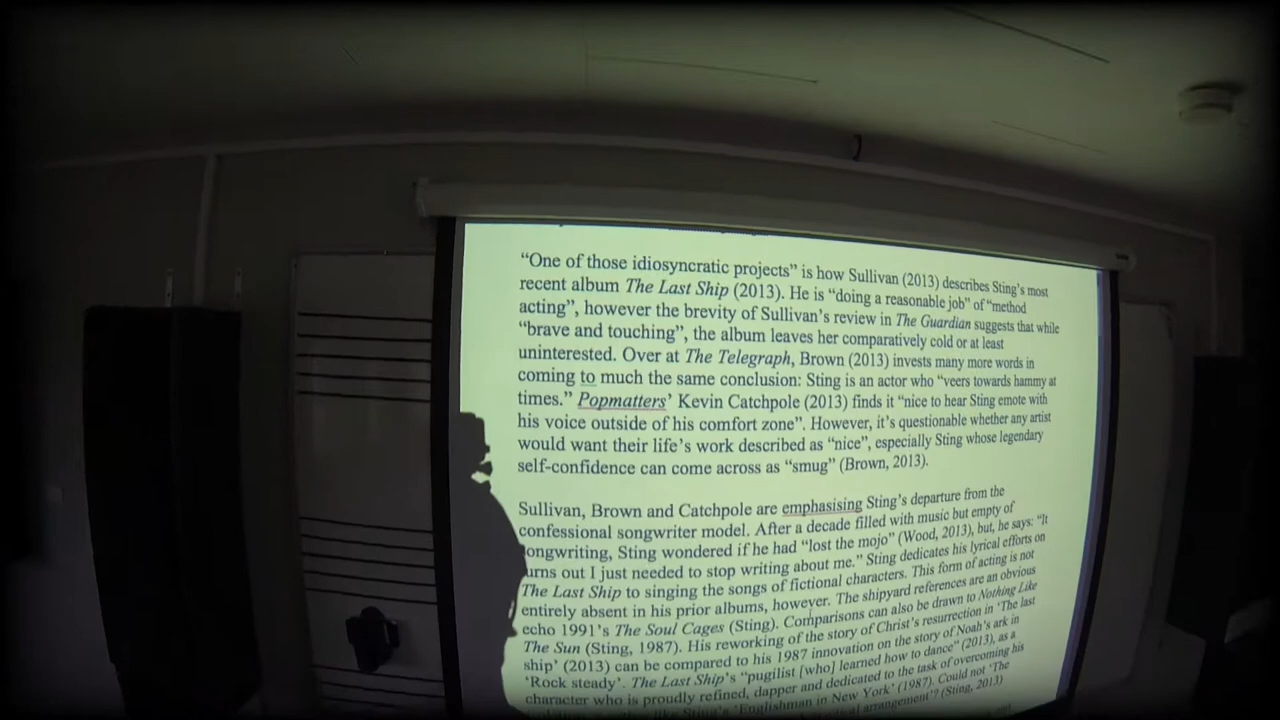 “One of those idiosyncratic projects” is how Sullivan (2013) describes Sting’s most
recent album The Last Ship (2013). He is “doing a reasonable job” of “method
acting”, however the brevity of Sullivan’s review in The Guardian suggests that while
“brave and touching”, the album leaves her comparatively cold or at least
uninterested. Over at The Telegraph, Brown (2013) invests many more words in
coming to much the same conclusion: Sting is an actor who “veers towards hammy at
times.” Popmatters’ Kevin Catchpole (2013) finds it “nice to hear Sting emote with
his voice outside of his comfort zone”. However, it’s questionable whether any artist
would want their life’s work described as “nice”, especially Sting whose legendary
self-confidence can come across as “smug” (Brown, 2013).
Sullivan, Brown and Catchpole are emphasising Sting’s departure from the
confessional songwriter model. After a decade filled with music but empty of
ongwriting, Sting wondered if he had “lost the mojo” (Wood, 2013), but, he says: “It
urns out I just needed to stop writing about me.” Sting dedicates his lyrical efforts on
The Last Ship to singing the songs of fictional characters. This form of acting is not
entirely absent in his prior albums, however. The shipyard references are an obvious
echo 1991’s The Soul Cages (Sting). Comparisons can also be drawn to Nothing Like
The Sun (Sting, 1987). His reworking of the story of Christ’s resurrection in ‘The last
ship’ (2013) can be compared to his 1987 innovation on the story of Noah’s ark in
‘Rock steady’. The Last Ship’s “pugilist [who] learned how to dance” (2013), as a
character who is proudly refined, dapper and dedicated to the task of overcoming his
like Sting’s ‘Englishman in New York’ (1987). Could not ‘The
arrangement’? (Sting, 2013)